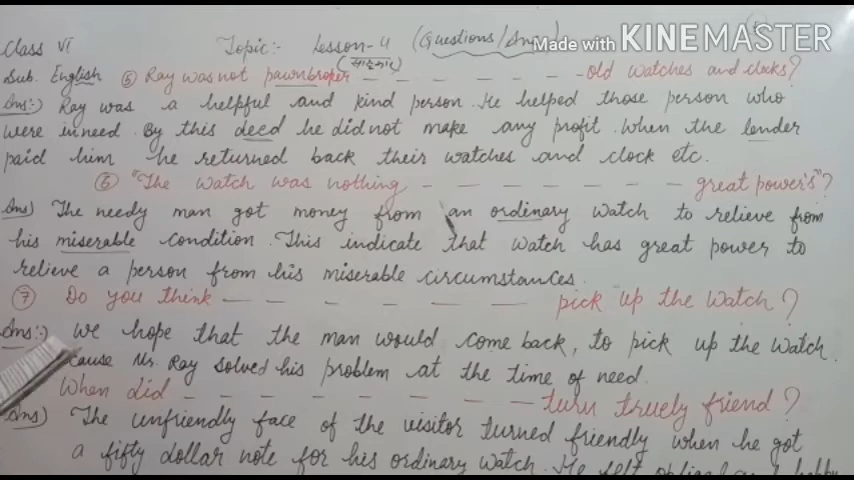 Class VI Topic:- Lesson-4 (Questions/Ans)
Made with KINEMASTER
Sub. English ⑤ Ray was not pawnbroper (साहूकार) - - - - - - Old watches and clocks?
Ans:-) Ray was a helpful and kind person. He helped those person who
were in need. By this deed he did not make any profit. When the lender
paid him he returned back their watches and clock etc.
⑥ "The watch was nothing - - - - - - great power's"?
Ans) The needy man got money from an ordinary watch to relieve from
his miserable condition. This indicate that watch has great power to
relieve a person from his miserable circumstances.
⑦ Do you think - - - - - - pick up the watch?
Ans:-) We hope that the man would come back, to pick up the watch
cause Mr. Ray solved his problem at the time of need.
When did - - - - - - - - turn truely friend?
Ans) The unfriendly face of the visitor turned friendly when he got
a fifty dollar note for his ordinary watch. He felt